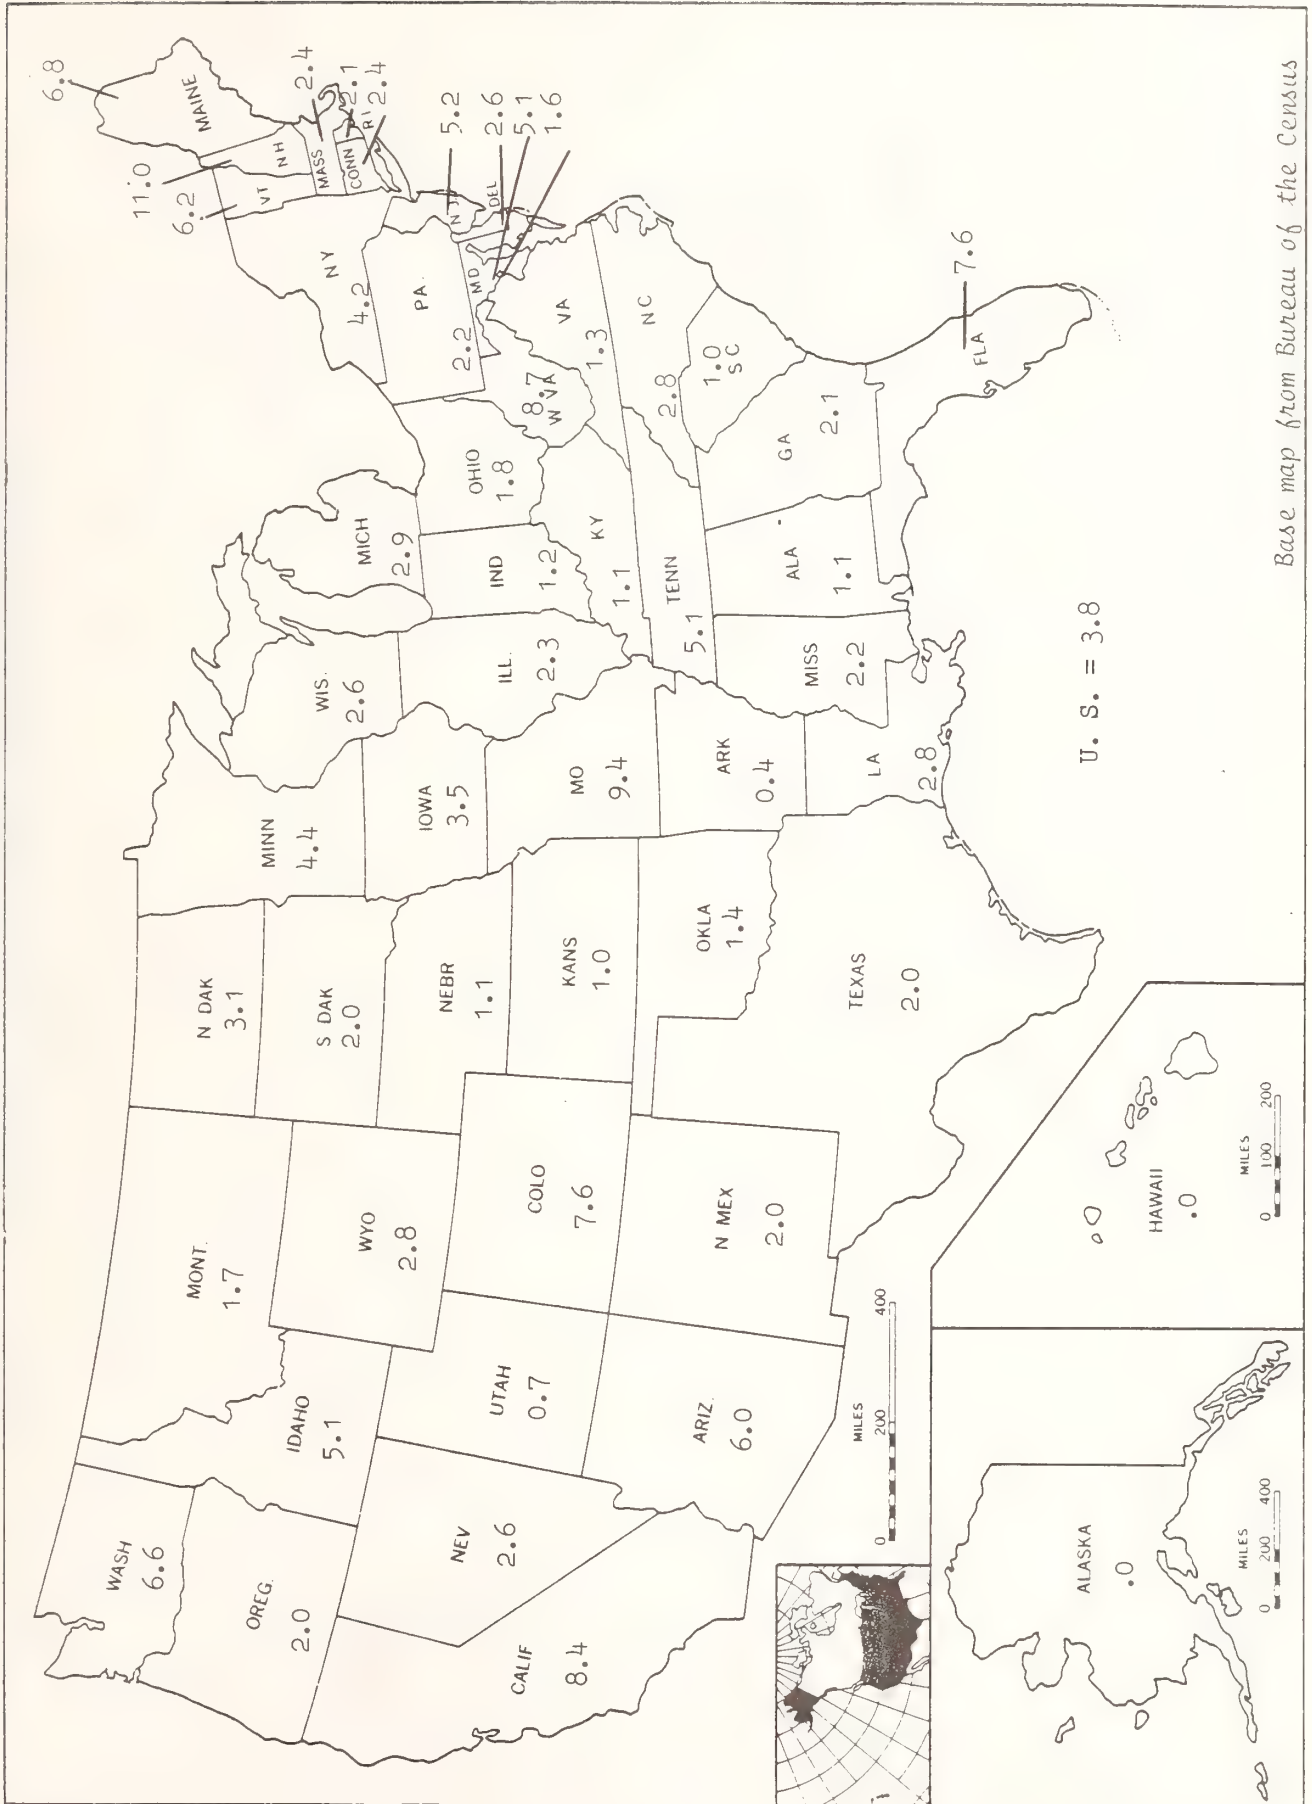 WASH
6.6
OREG.
2.0
CALIF
8.4
NEV
2.6
IDAHO
5.1
MONT.
1.7
WYO
2.8
UTAH
0.7
COLO
7.6
ARIZ.
6.0
N MEX
2.0
N DAK
3.1
S DAK
2.0
NEBR
1.1
KANS
1.0
OKLA
1.4
TEXAS
2.0
MINN
4.4
IOWA
3.5
MO
9.4
ARK
0.4
LA
2.8
WIS.
2.6
ILL.
2.3
MICH
2.9
IND
1.2
OHIO
1.8
KY
1.1
TENN
5.1
MISS
2.2
ALA
1.1
GA
2.1
FLA
7.6
SC
1.0
NC
2.8
VA
1.3
W VA
8.7
PA.
2.2
NY
4.2
VT
6.2
NH
11.0
MAINE
6.8
MASS
2.4
R I
2.1
CONN
2.4
N J
5.2
DEL
2.6
MD
5.1
1.6
U. S. = 3.8
MILES
0 200 400
ALASKA
.0
MILES
0 200 400
HAWAII
.0
MILES
0 100 200
Base map from Bureau of the Census